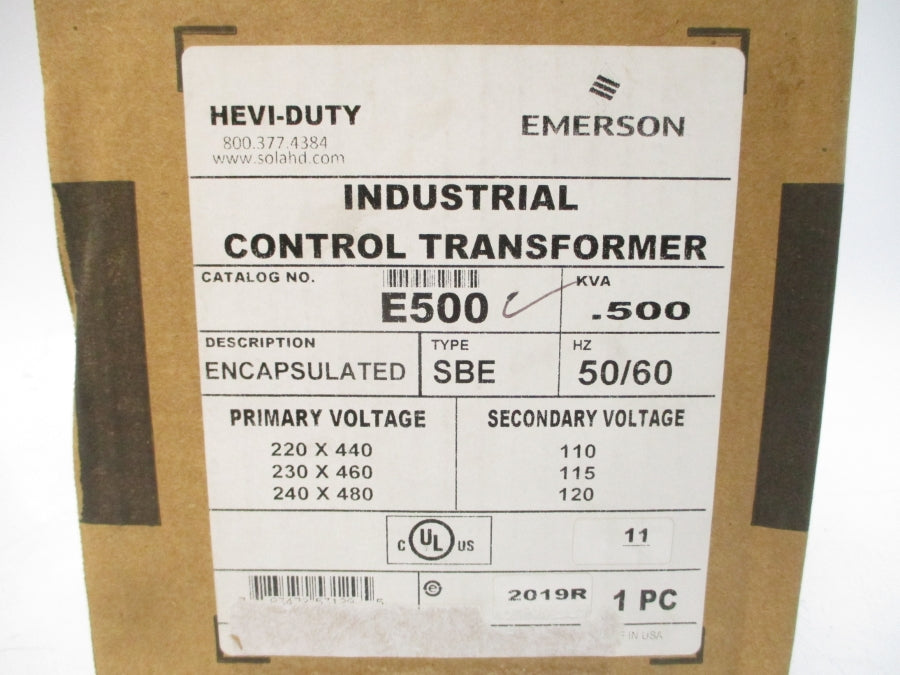 HEVI-DUTY
800.377.4384
www.solahd.com
EMERSON
INDUSTRIAL
CONTROL TRANSFORMER
CATALOG NO.
E500
KVA
.500
DESCRIPTION
ENCAPSULATED
TYPE
SBE
HZ
50/60
PRIMARY VOLTAGE
220 X 440
230 X 460
240 X 480
SECONDARY VOLTAGE
110
115
120
C UL US
11
2019R
1 PC
IN USA